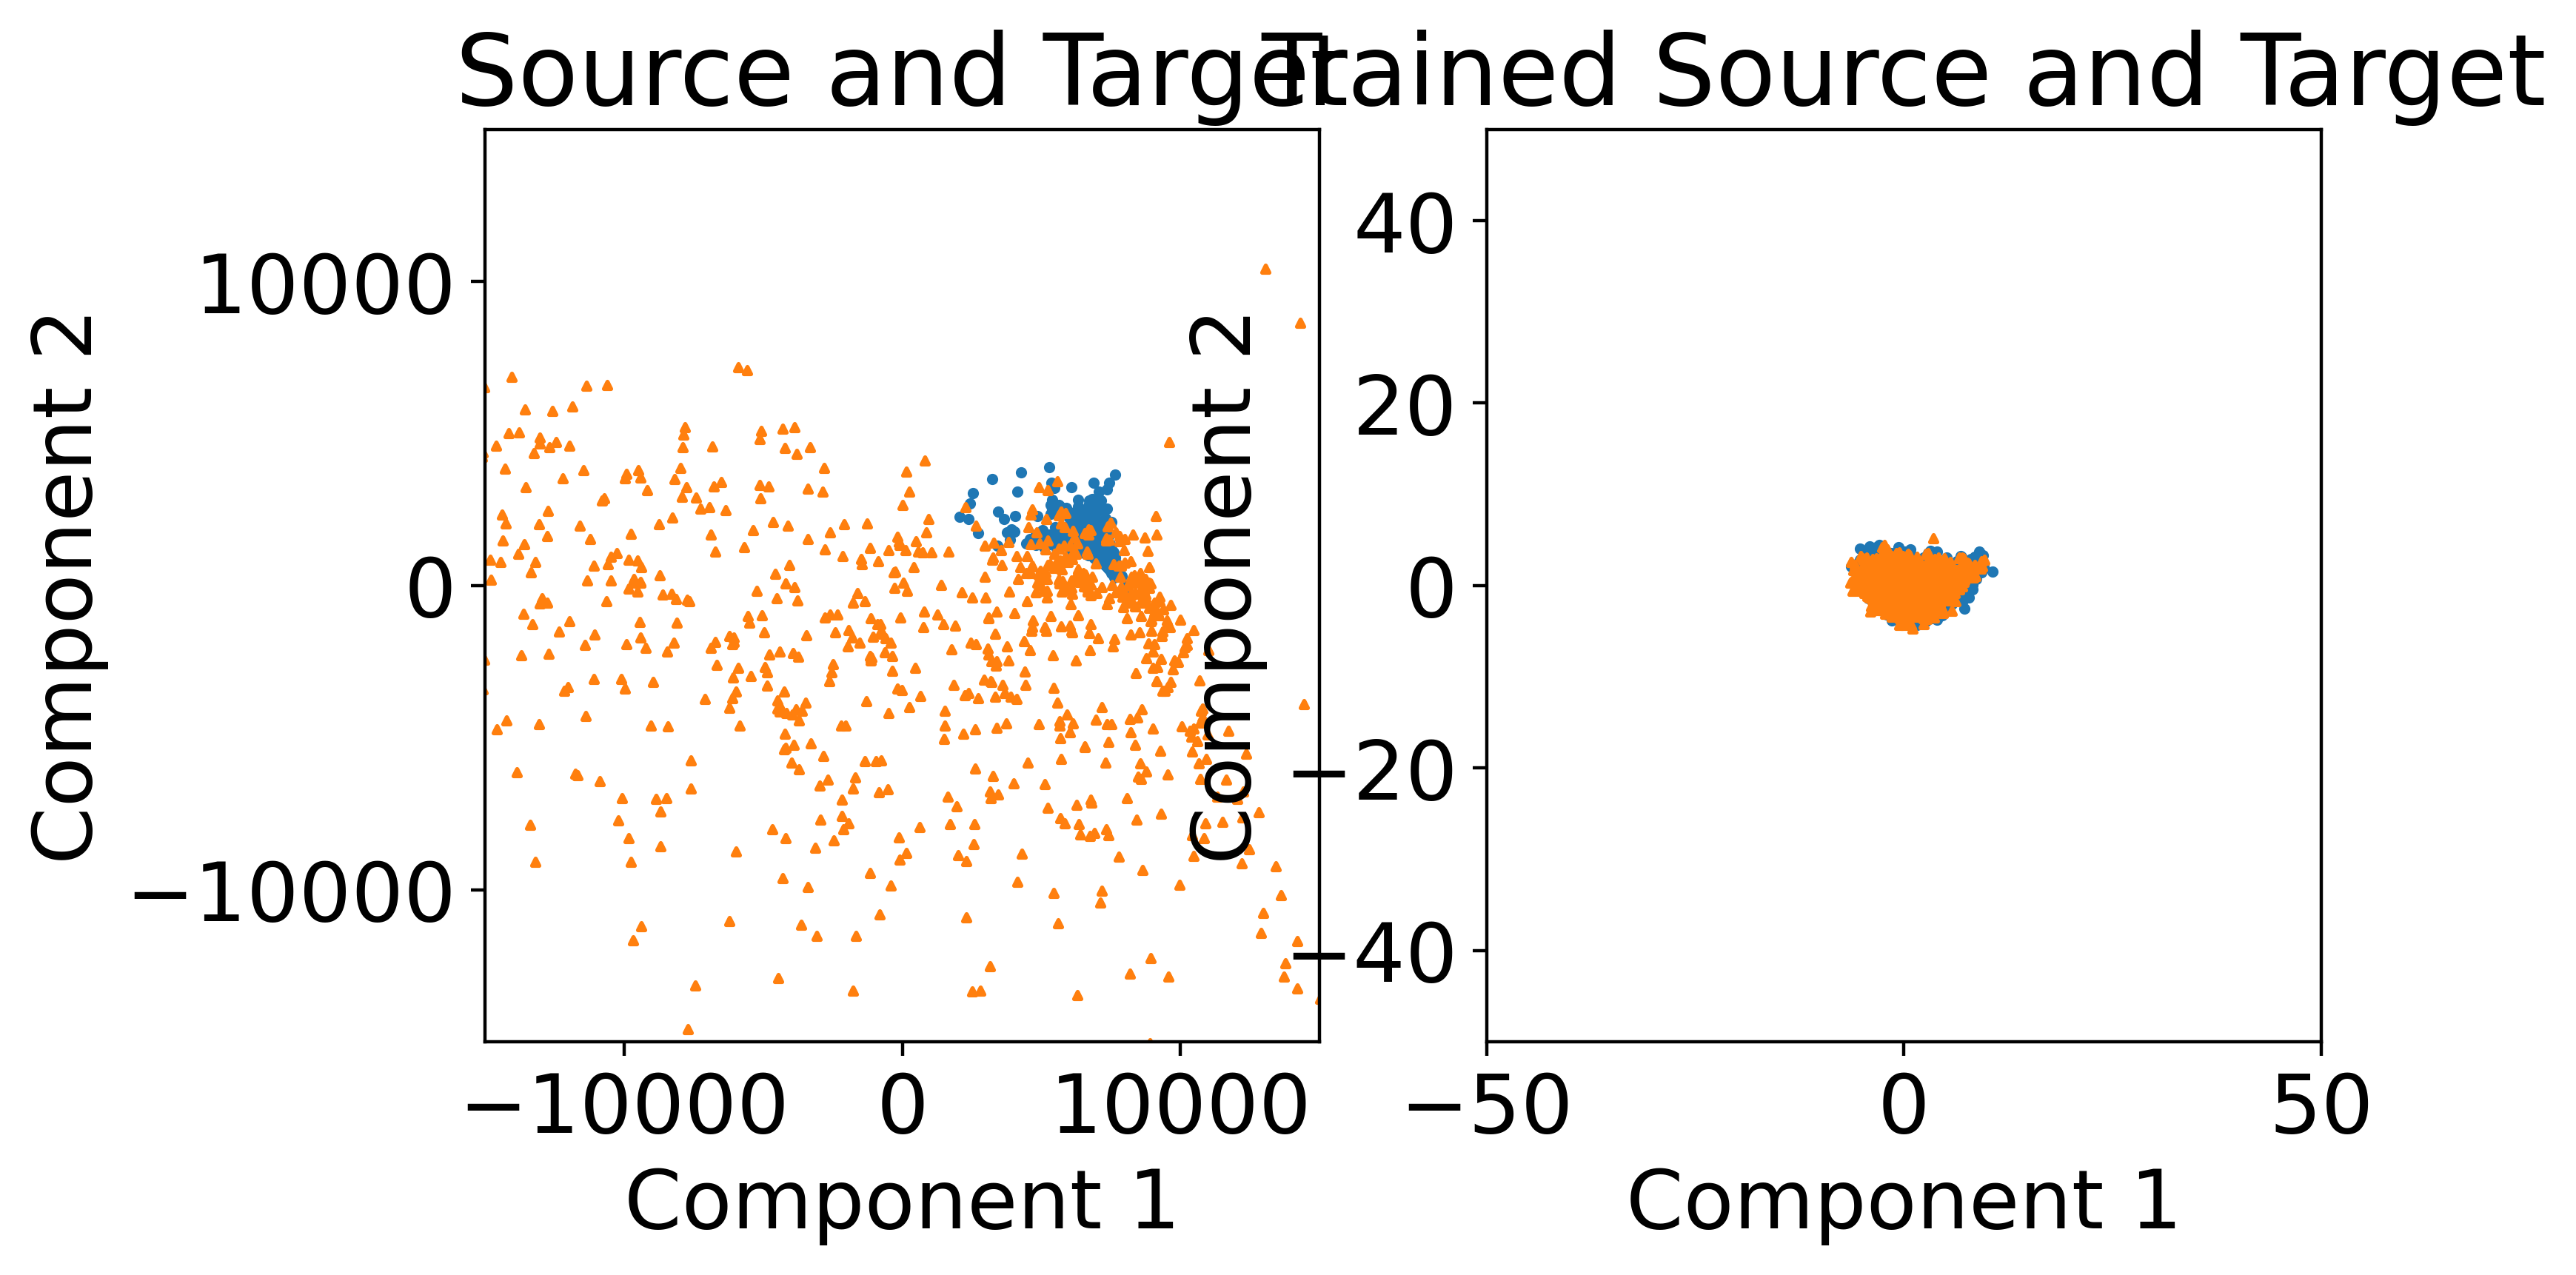 Source and Target
Trained Source and Target
Component 2
10000
0
−10000
−10000
0
10000
Component 1
Component 2
40
20
0
−20
−40
−50
0
50
Component 1